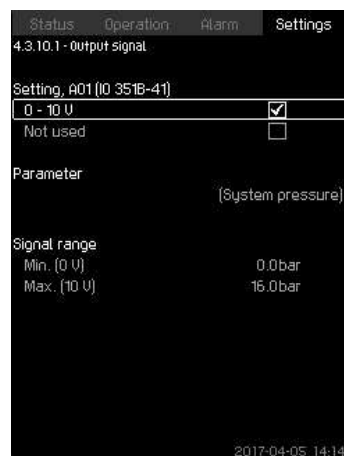 Status Operation Alarm Settings
4.3.10.1 - Output signal
Setting, AO1 (IO 351B-41)
0 - 10 V
Not used
Parameter
(System pressure)
Signal range
Min. (0 V) 0.0bar
Max. (10 V) 16.0bar
2017-04-05 14:14